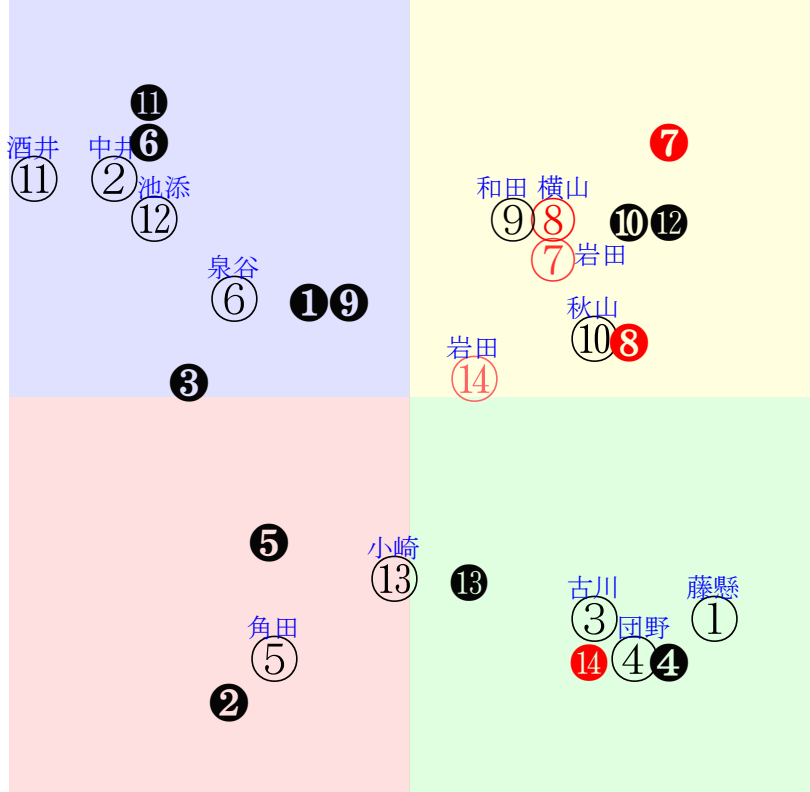 ⓫
酒井 中井 ❻ ❼
⑪ ② 池添 和田 横山
⑫ ⑨ ⑧ ❿ ⓬
泉谷 ⑦ 岩田
⑥ ❶ ❾ 秋山
岩田 ⑩ ❽
❸ ⑭
❺ 小崎
⑬ ⓭ 古川 藤懸
角田 ③ 団野 ①
⑤ ⓮ ④ ❹
❷